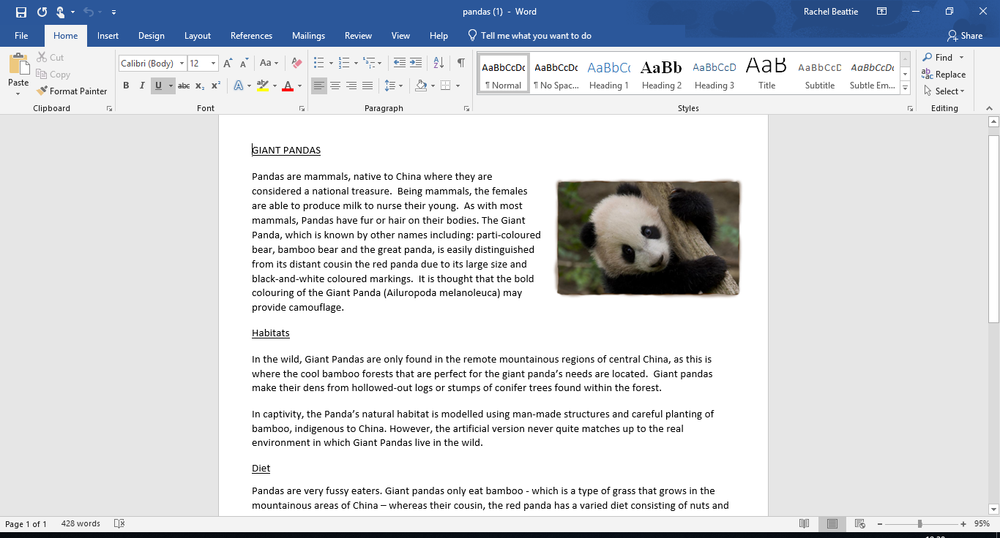 pandas (1) - Word
Rachel Beattie
File Home Insert Design Layout References Mailings Review View Help Tell me what you want to do Share
Paste
Cut
Copy
Format Painter
Clipboard
Calibri (Body) 12
Aa
B I U abc x₂ x²
A ab A
Font
Paragraph
AaBbCcDc AaBbCcDc AaBbCc AaBb AaBbCcD AaB AaBbCcD AaBbCcDc
¶ Normal ¶ No Spac... Heading 1 Heading 2 Heading 3 Title Subtitle Subtle Em...
Styles
Find
Replace
Select
Editing
GIANT PANDAS
Pandas are mammals, native to China where they are
considered a national treasure.  Being mammals, the females
are able to produce milk to nurse their young.  As with most
mammals, Pandas have fur or hair on their bodies. The Giant
Panda, which is known by other names including: parti-coloured
bear, bamboo bear and the great panda, is easily distinguished
from its distant cousin the red panda due to its large size and
black-and-white coloured markings.  It is thought that the bold
colouring of the Giant Panda (Ailuropoda melanoleuca) may
provide camouflage.
Habitats
In the wild, Giant Pandas are only found in the remote mountainous regions of central China, as this is
where the cool bamboo forests that are perfect for the giant panda’s needs are located.  Giant pandas
make their dens from hollowed-out logs or stumps of conifer trees found within the forest.
In captivity, the Panda’s natural habitat is modelled using man-made structures and careful planting of
bamboo, indigenous to China. However, the artificial version never quite matches up to the real
environment in which Giant Pandas live in the wild.
Diet
Pandas are very fussy eaters. Giant pandas only eat bamboo - which is a type of grass that grows in the
mountainous areas of China – whereas their cousin, the red panda has a varied diet consisting of nuts and
Page 1 of 1 428 words 95%